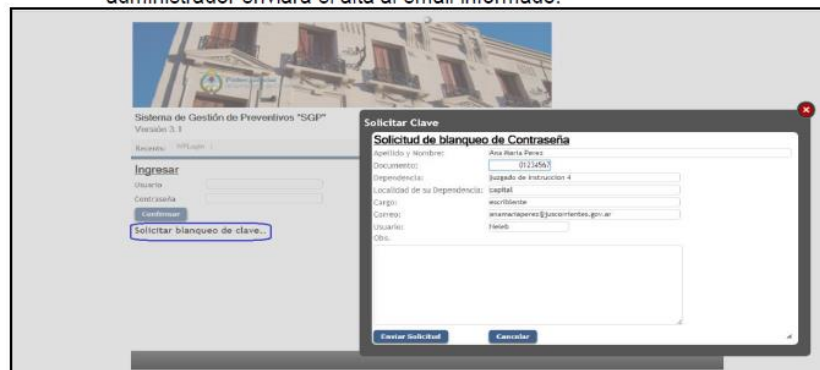 administrador enviará el alta al email informado.
Sistema de Gestión de Preventivos "SGP"
Versión 3.1
Recents:
Ingresar
Usuario
Contraseña
Confirmar
Solicitar blanqueo de clave..
Solicitar Clave
Solicitud de blanqueo de Contraseña
Apellido y Nombre: Ana Maria Perez
Documento: 01234567
Dependencia: Juzgado de Instruccion 4
Localidad de su Dependencia: capital
Cargo: escribiente
Correo: anamariaperez@juscorrientes.gov.ar
Usuario:
Obs.
Enviar Solicitud Cancelar